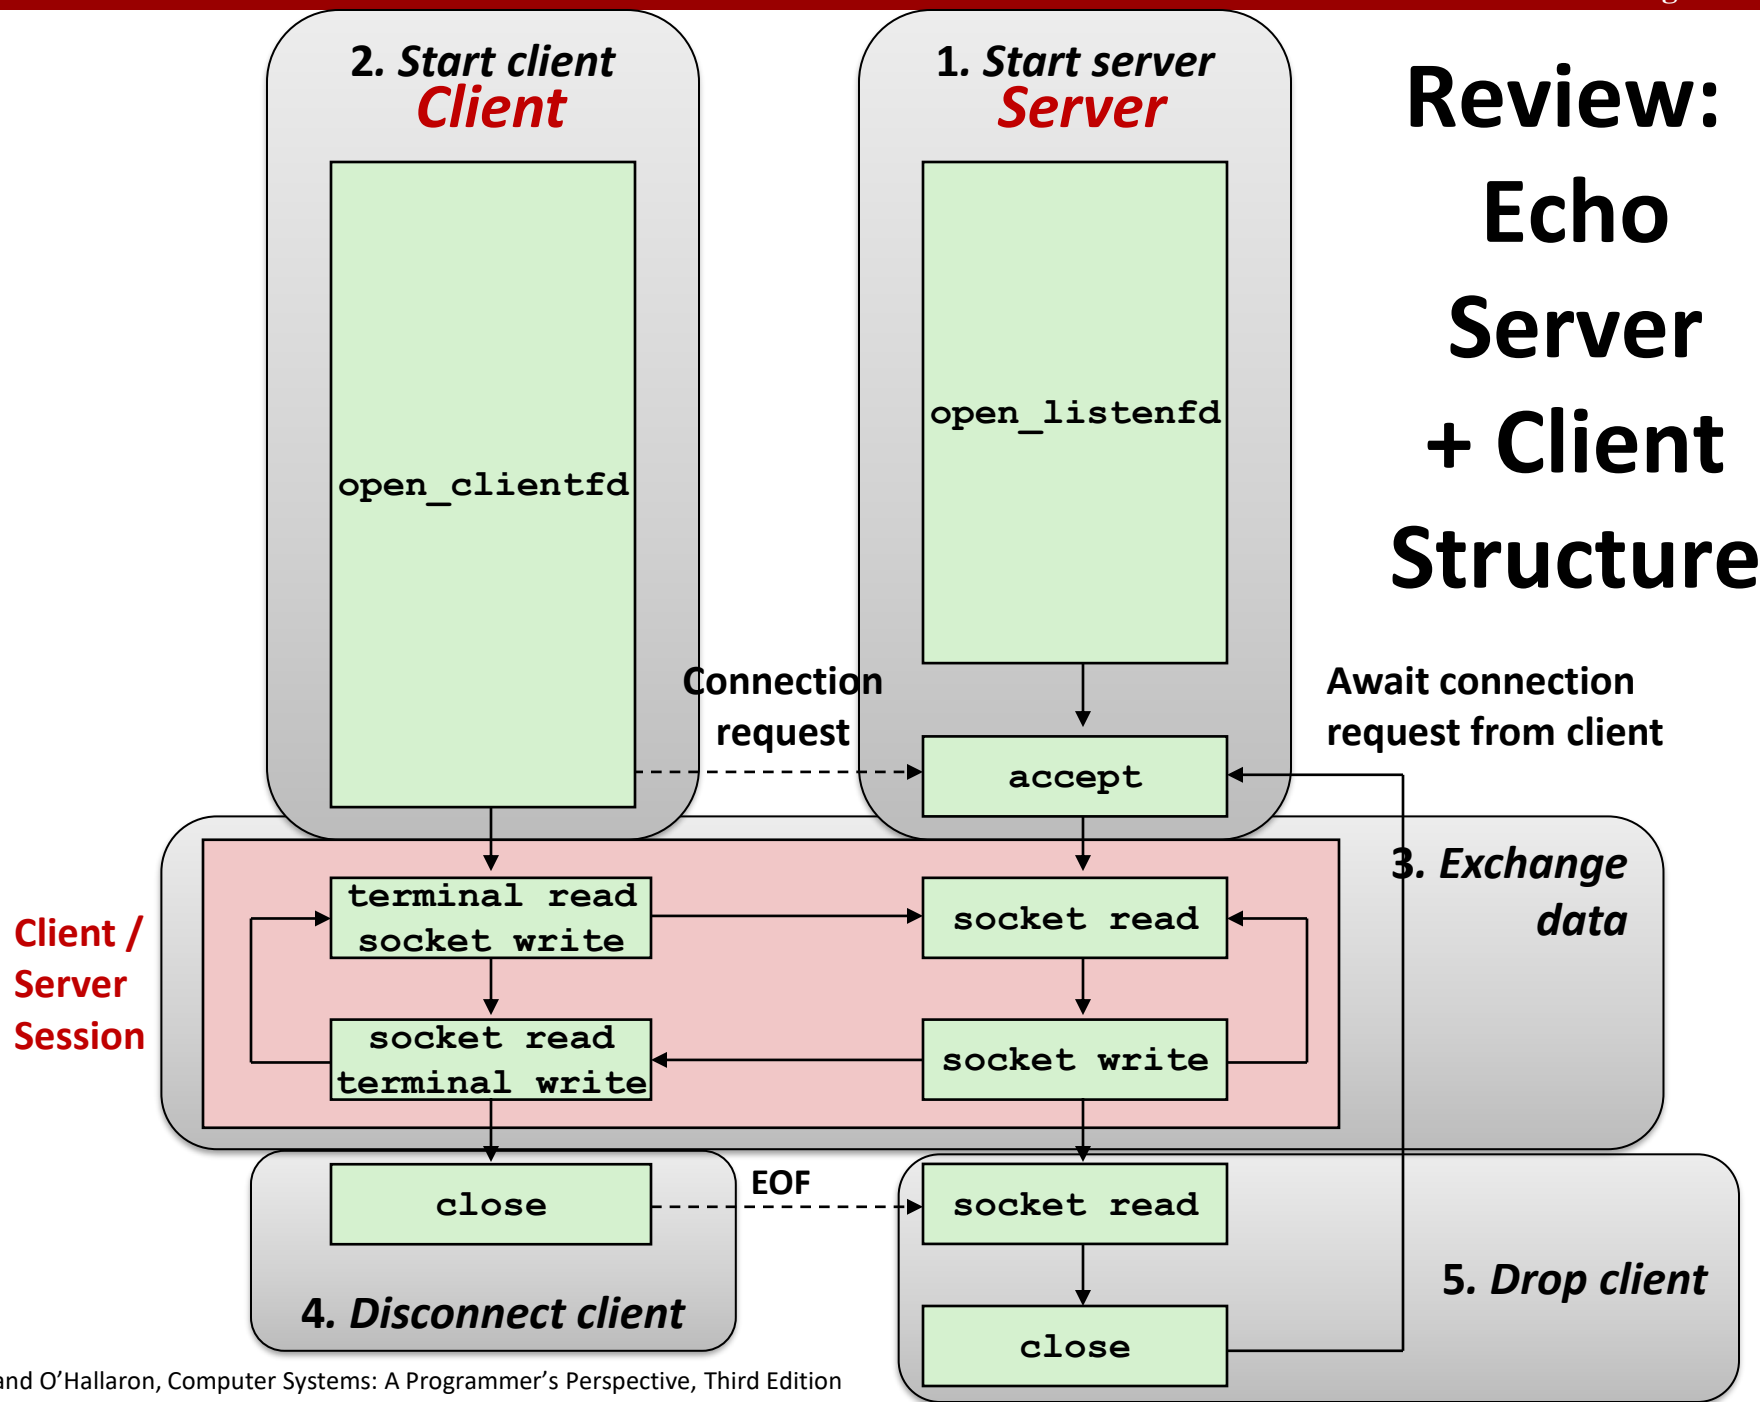 2. Start client
Client
1. Start server
Server
Review:
Echo
Server
+ Client
Structure
open_listenfd
open_clientfd
Connection
request
Await connection
request from client
accept
3. Exchange
data
Client /
Server
Session
terminal read
socket write
socket read
socket read
terminal write
socket write
close
EOF
socket read
4. Disconnect client
5. Drop client
close
and O’Hallaron, Computer Systems: A Programmer’s Perspective, Third Edition